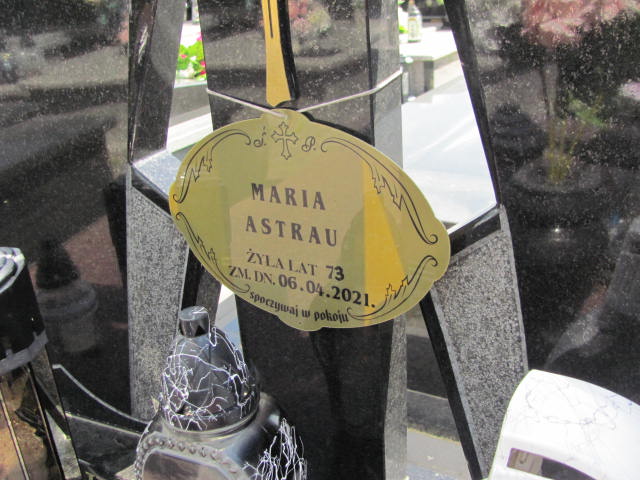 Ś. P.
MARIA
ASTRAU
ŻYŁA LAT 73
ZM. DN. 06.04.2021.
Spoczywaj w pokoju